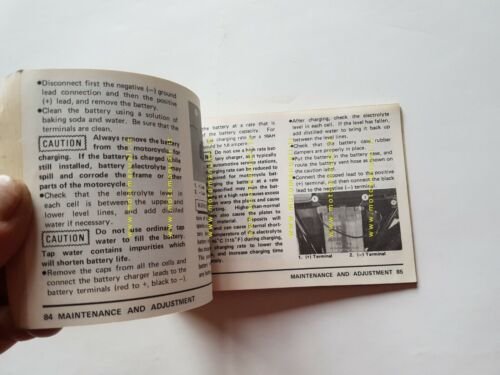 ●Disconnect first the negative (−) ground
lead connection and then the positive
(+) lead, and remove the battery.
●Clean the battery using a solution of
baking soda and water. Be sure that the
terminals are clean.
CAUTION Always remove the battery
from the motorcycle for
charging. If the battery is charged while
still installed, battery electrolyte may
spill and corrode the frame or other
parts of the motorcycle.
●Check that the electrolyte level in
each cell is between the upper and
lower level lines, and add distilled
water if necessary.
CAUTION Do not use ordinary tap
water to fill the battery.
Tap water contains impurities which
will shorten battery life.
●Remove the caps from all the cells and
connect the battery charger leads to the
battery terminals (red to +, black to −).
84 MAINTENANCE AND ADJUSTMENT
the battery at a rate that is
of the battery capacity. For
charging rate for a
would be 1.8 ampere
Do not use a high rate bat-
tery charger, as is typically
automotive service stations,
charging rate can be reduced to
required for
charging the battery at a rate
specified may ruin the bat-
a high rate causes excess
warp the plates and cause
Higher-than-normal
also cause the plates to
material. Deposits will
and can cause internal short-
temperature of the electrolyte
°C (115°F) during charging,
charging rate to lower the
and increase charging time
●After charging, check the electrolyte
level in each cell. If the level has fallen,
add distilled water to bring it back up
between the level lines.
●Check that the battery case rubber
dampers are properly in place.
●Put the battery in the battery case, and
route the battery vent hose as shown on
the caution label.
●Connect the capped lead to the positive
(+) terminal, and then connect the black
lead to the negative (−) terminal.
1. (+) Terminal 2. (−) Terminal
MAINTENANCE AND ADJUSTMENT 85